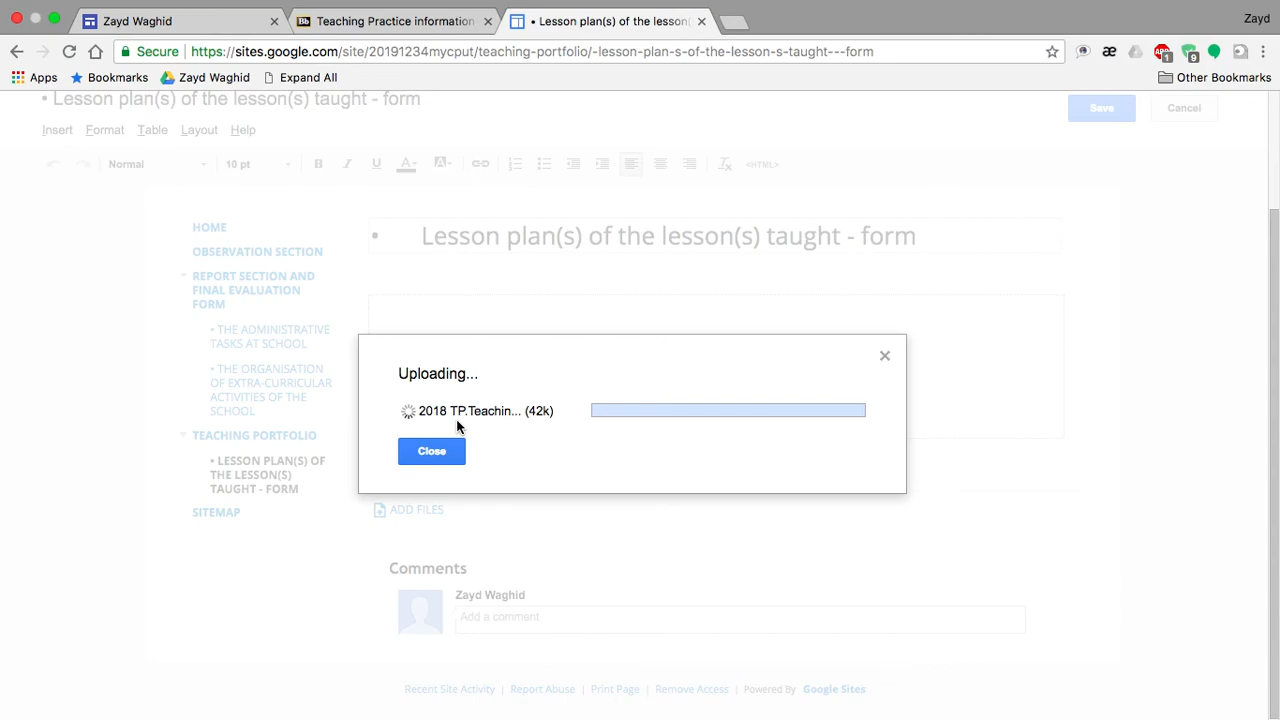 Zayd Waghid
Teaching Practice information
• Lesson plan(s) of the lesson(
Zayd
Secure
https://sites.google.com/site/20191234mycput/teaching-portfolio/-lesson-plan-s-of-the-lesson-s-taught---form
1
9
Apps
Bookmarks
Zayd Waghid
Expand All
Other Bookmarks
• Lesson plan(s) of the lesson(s) taught - form
Save
Cancel
Insert
Format
Table
Layout
Help
Normal
10 pt
B
I
U
A
A
<HTML>
HOME
OBSERVATION SECTION
REPORT SECTION AND
FINAL EVALUATION
FORM
• THE ADMINISTRATIVE
TASKS AT SCHOOL
• THE ORGANISATION
OF EXTRA-CURRICULAR
ACTIVITIES OF THE
SCHOOL
TEACHING PORTFOLIO
• LESSON PLAN(S) OF
THE LESSON(S)
TAUGHT - FORM
SITEMAP
• Lesson plan(s) of the lesson(s) taught - form
Uploading...
2018 TP.Teachin... (42k)
Close
ADD FILES
Comments
Zayd Waghid
Add a comment
Recent Site Activity | Report Abuse | Print Page | Remove Access | Powered By Google Sites